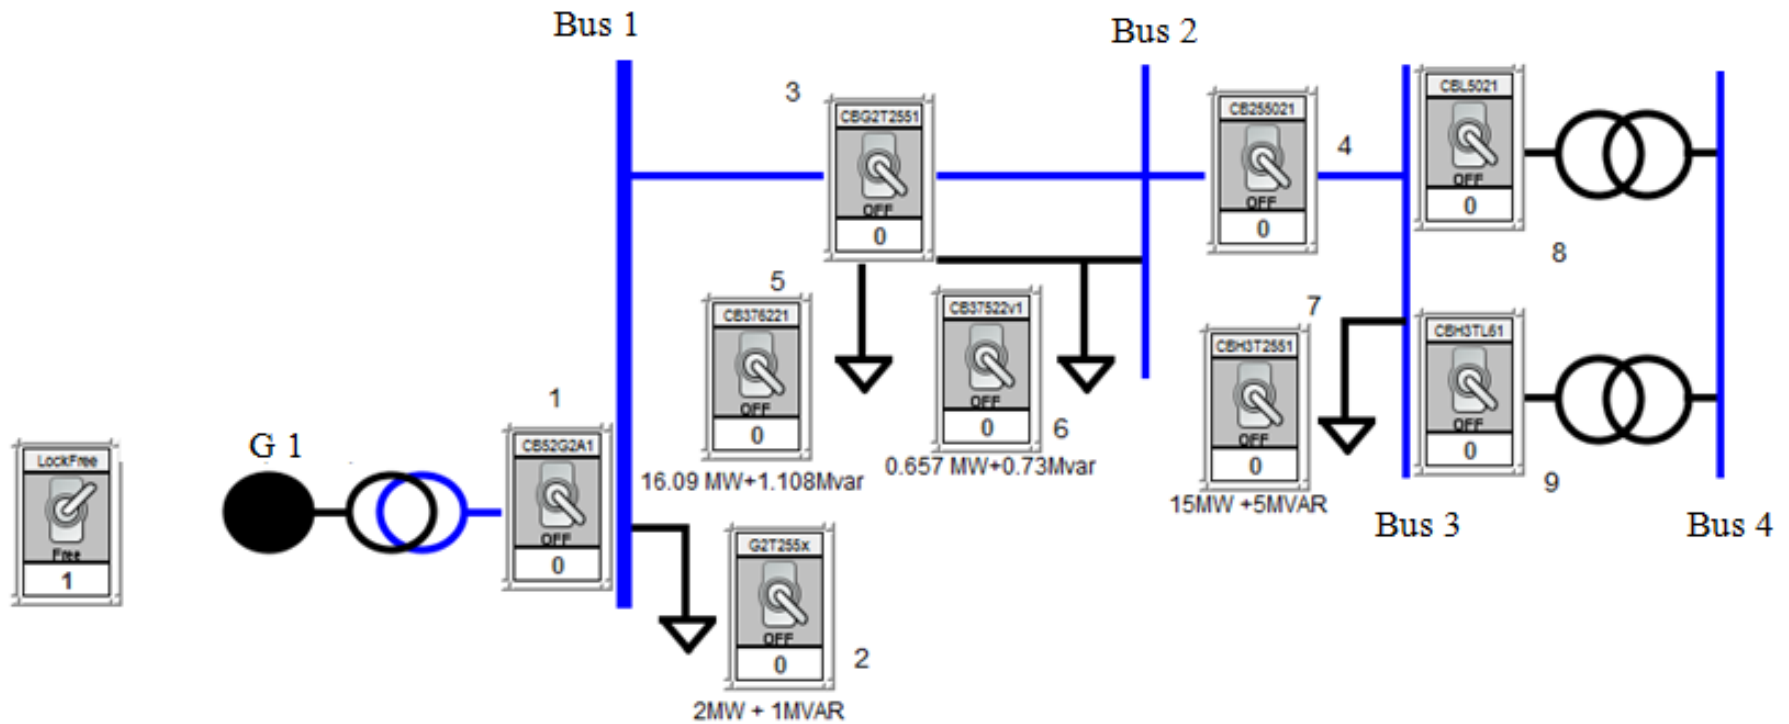 Bus 1
Bus 2
3
CBG2T2551
OFF
0
CB255021
OFF
0
4
CBL5021
OFF
0
8
5
CB376221
OFF
0
16.09 MW+1.108Mvar
CB37522v1
OFF
0
6
0.657 MW+0.73Mvar
7
CBH3T2551
OFF
0
15MW +5MVAR
CBH3TL51
OFF
0
9
Bus 3
Bus 4
LockFree
Free
1
G 1
1
CB52G2A1
OFF
0
G2T255x
OFF
0
2
2MW + 1MVAR